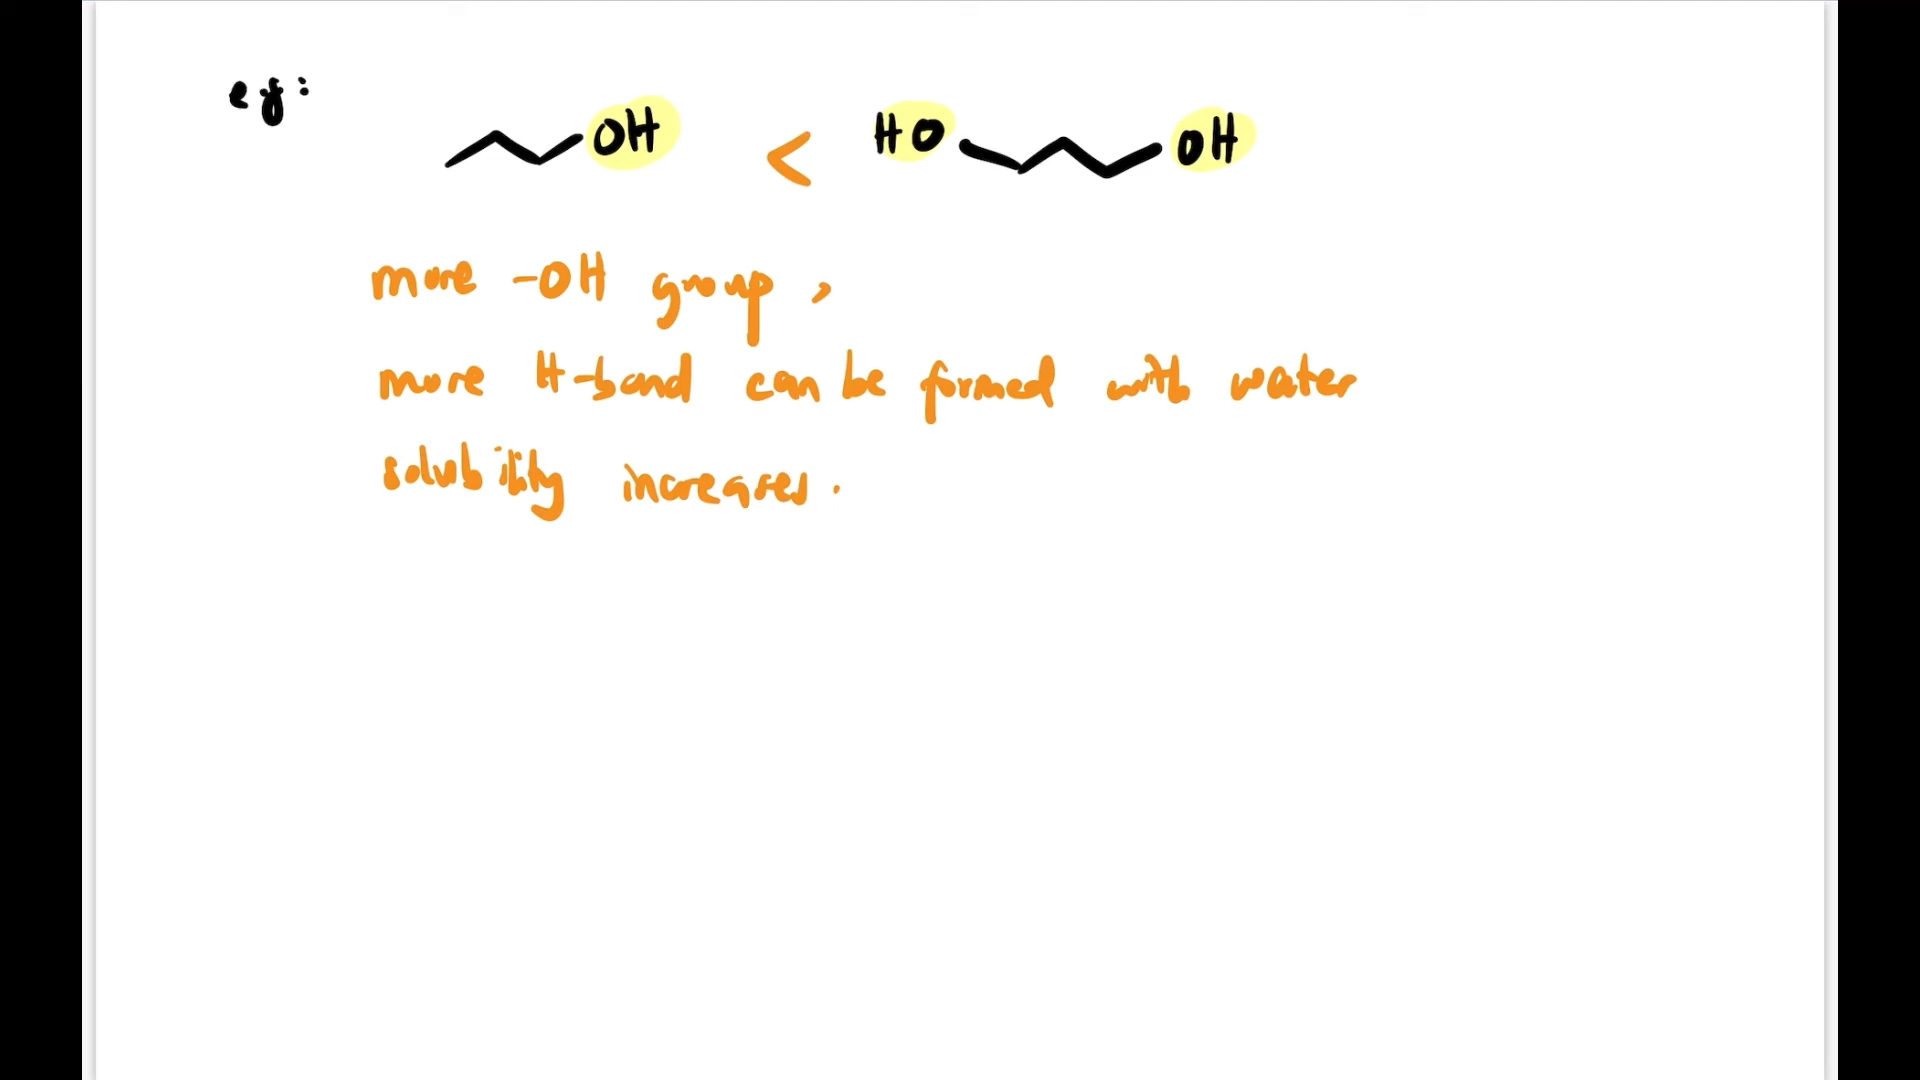 eg:
OH < HO OH
more -OH group,
more H-bond can be formed with water
solubility increases.